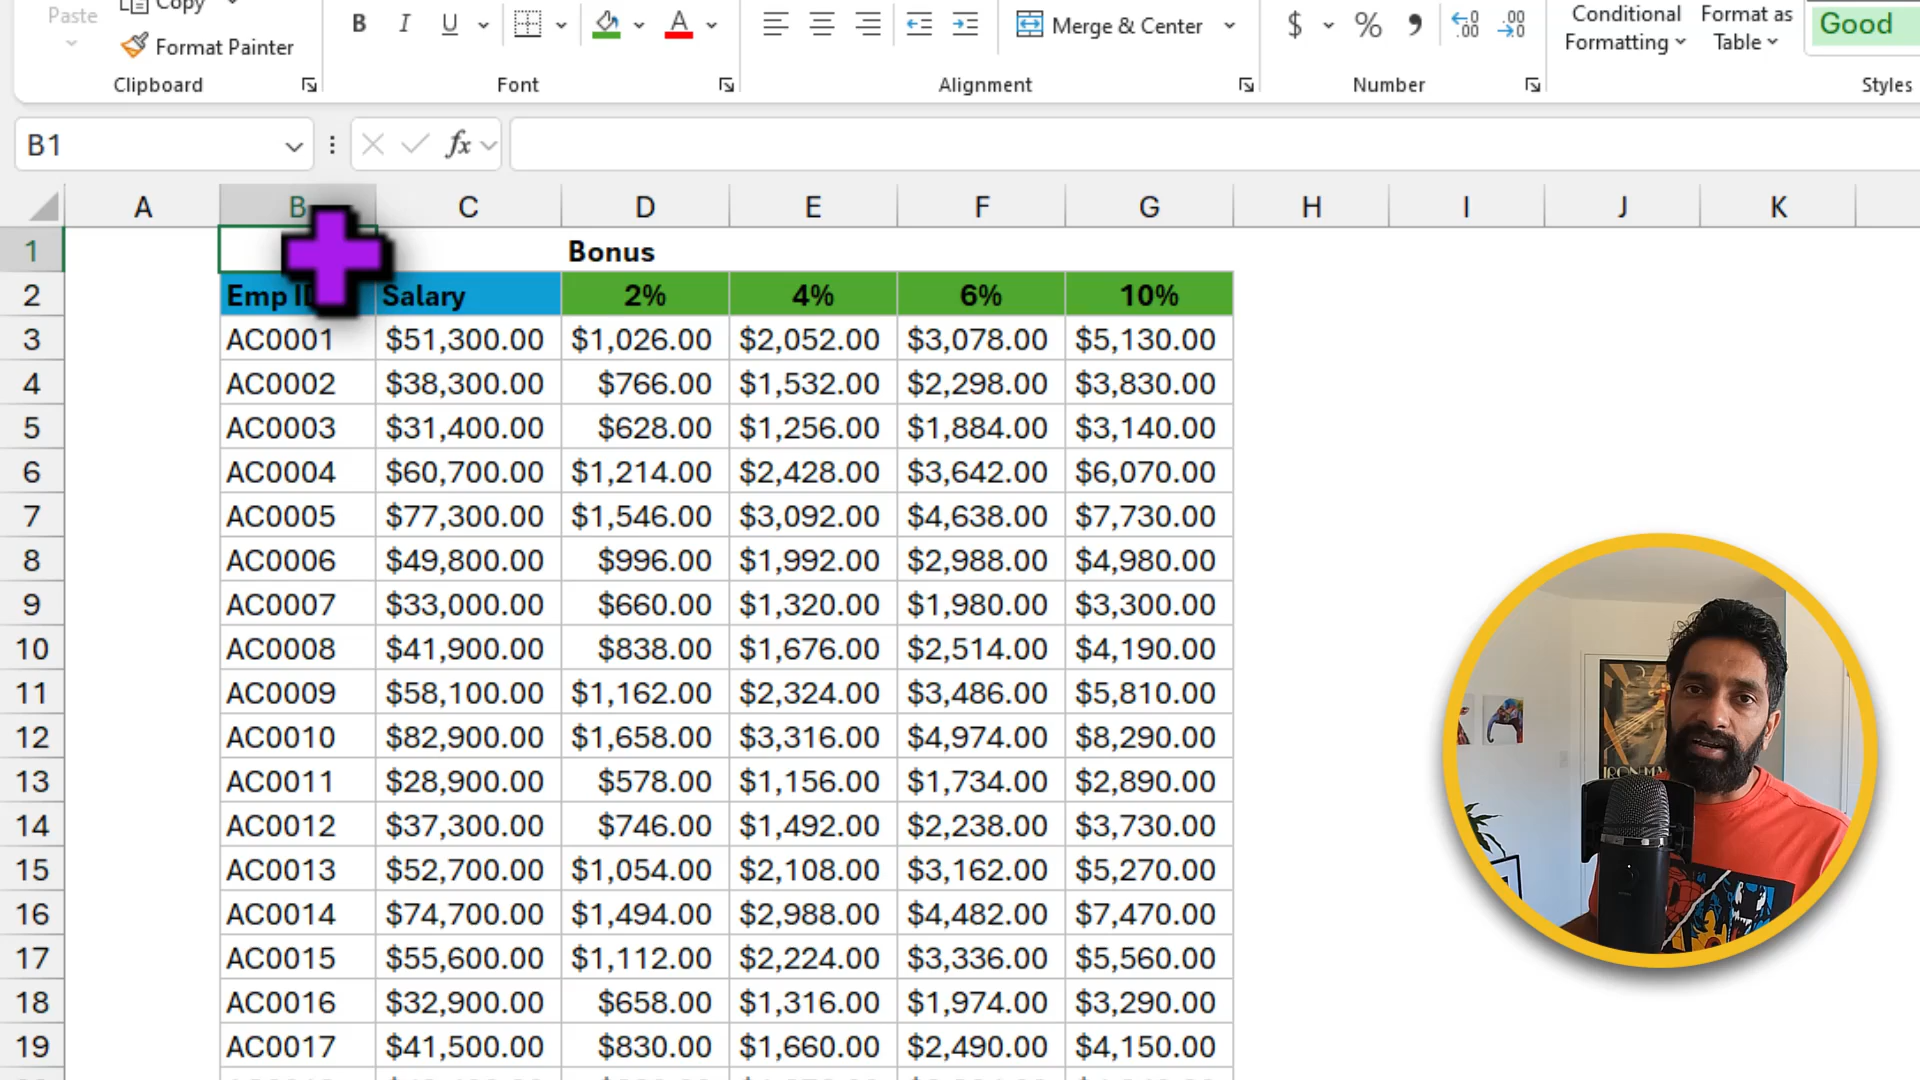 Paste Copy
Format Painter
B I U A
Merge & Center
$ % 9
Conditional Formatting
Format as Table
Good
Clipboard Font Alignment Number Styles
B1 fx
A B C D E F G H I J K
1 Bonus
2 Emp Salary 2% 4% 6% 10%
3 AC0001 $51,300.00 $1,026.00 $2,052.00 $3,078.00 $5,130.00
4 AC0002 $38,300.00 $766.00 $1,532.00 $2,298.00 $3,830.00
5 AC0003 $31,400.00 $628.00 $1,256.00 $1,884.00 $3,140.00
6 AC0004 $60,700.00 $1,214.00 $2,428.00 $3,642.00 $6,070.00
7 AC0005 $77,300.00 $1,546.00 $3,092.00 $4,638.00 $7,730.00
8 AC0006 $49,800.00 $996.00 $1,992.00 $2,988.00 $4,980.00
9 AC0007 $33,000.00 $660.00 $1,320.00 $1,980.00 $3,300.00
10 AC0008 $41,900.00 $838.00 $1,676.00 $2,514.00 $4,190.00
11 AC0009 $58,100.00 $1,162.00 $2,324.00 $3,486.00 $5,810.00
12 AC0010 $82,900.00 $1,658.00 $3,316.00 $4,974.00 $8,290.00
13 AC0011 $28,900.00 $578.00 $1,156.00 $1,734.00 $2,890.00
14 AC0012 $37,300.00 $746.00 $1,492.00 $2,238.00 $3,730.00
15 AC0013 $52,700.00 $1,054.00 $2,108.00 $3,162.00 $5,270.00
16 AC0014 $74,700.00 $1,494.00 $2,988.00 $4,482.00 $7,470.00
17 AC0015 $55,600.00 $1,112.00 $2,224.00 $3,336.00 $5,560.00
18 AC0016 $32,900.00 $658.00 $1,316.00 $1,974.00 $3,290.00
19 AC0017 $41,500.00 $830.00 $1,660.00 $2,490.00 $4,150.00